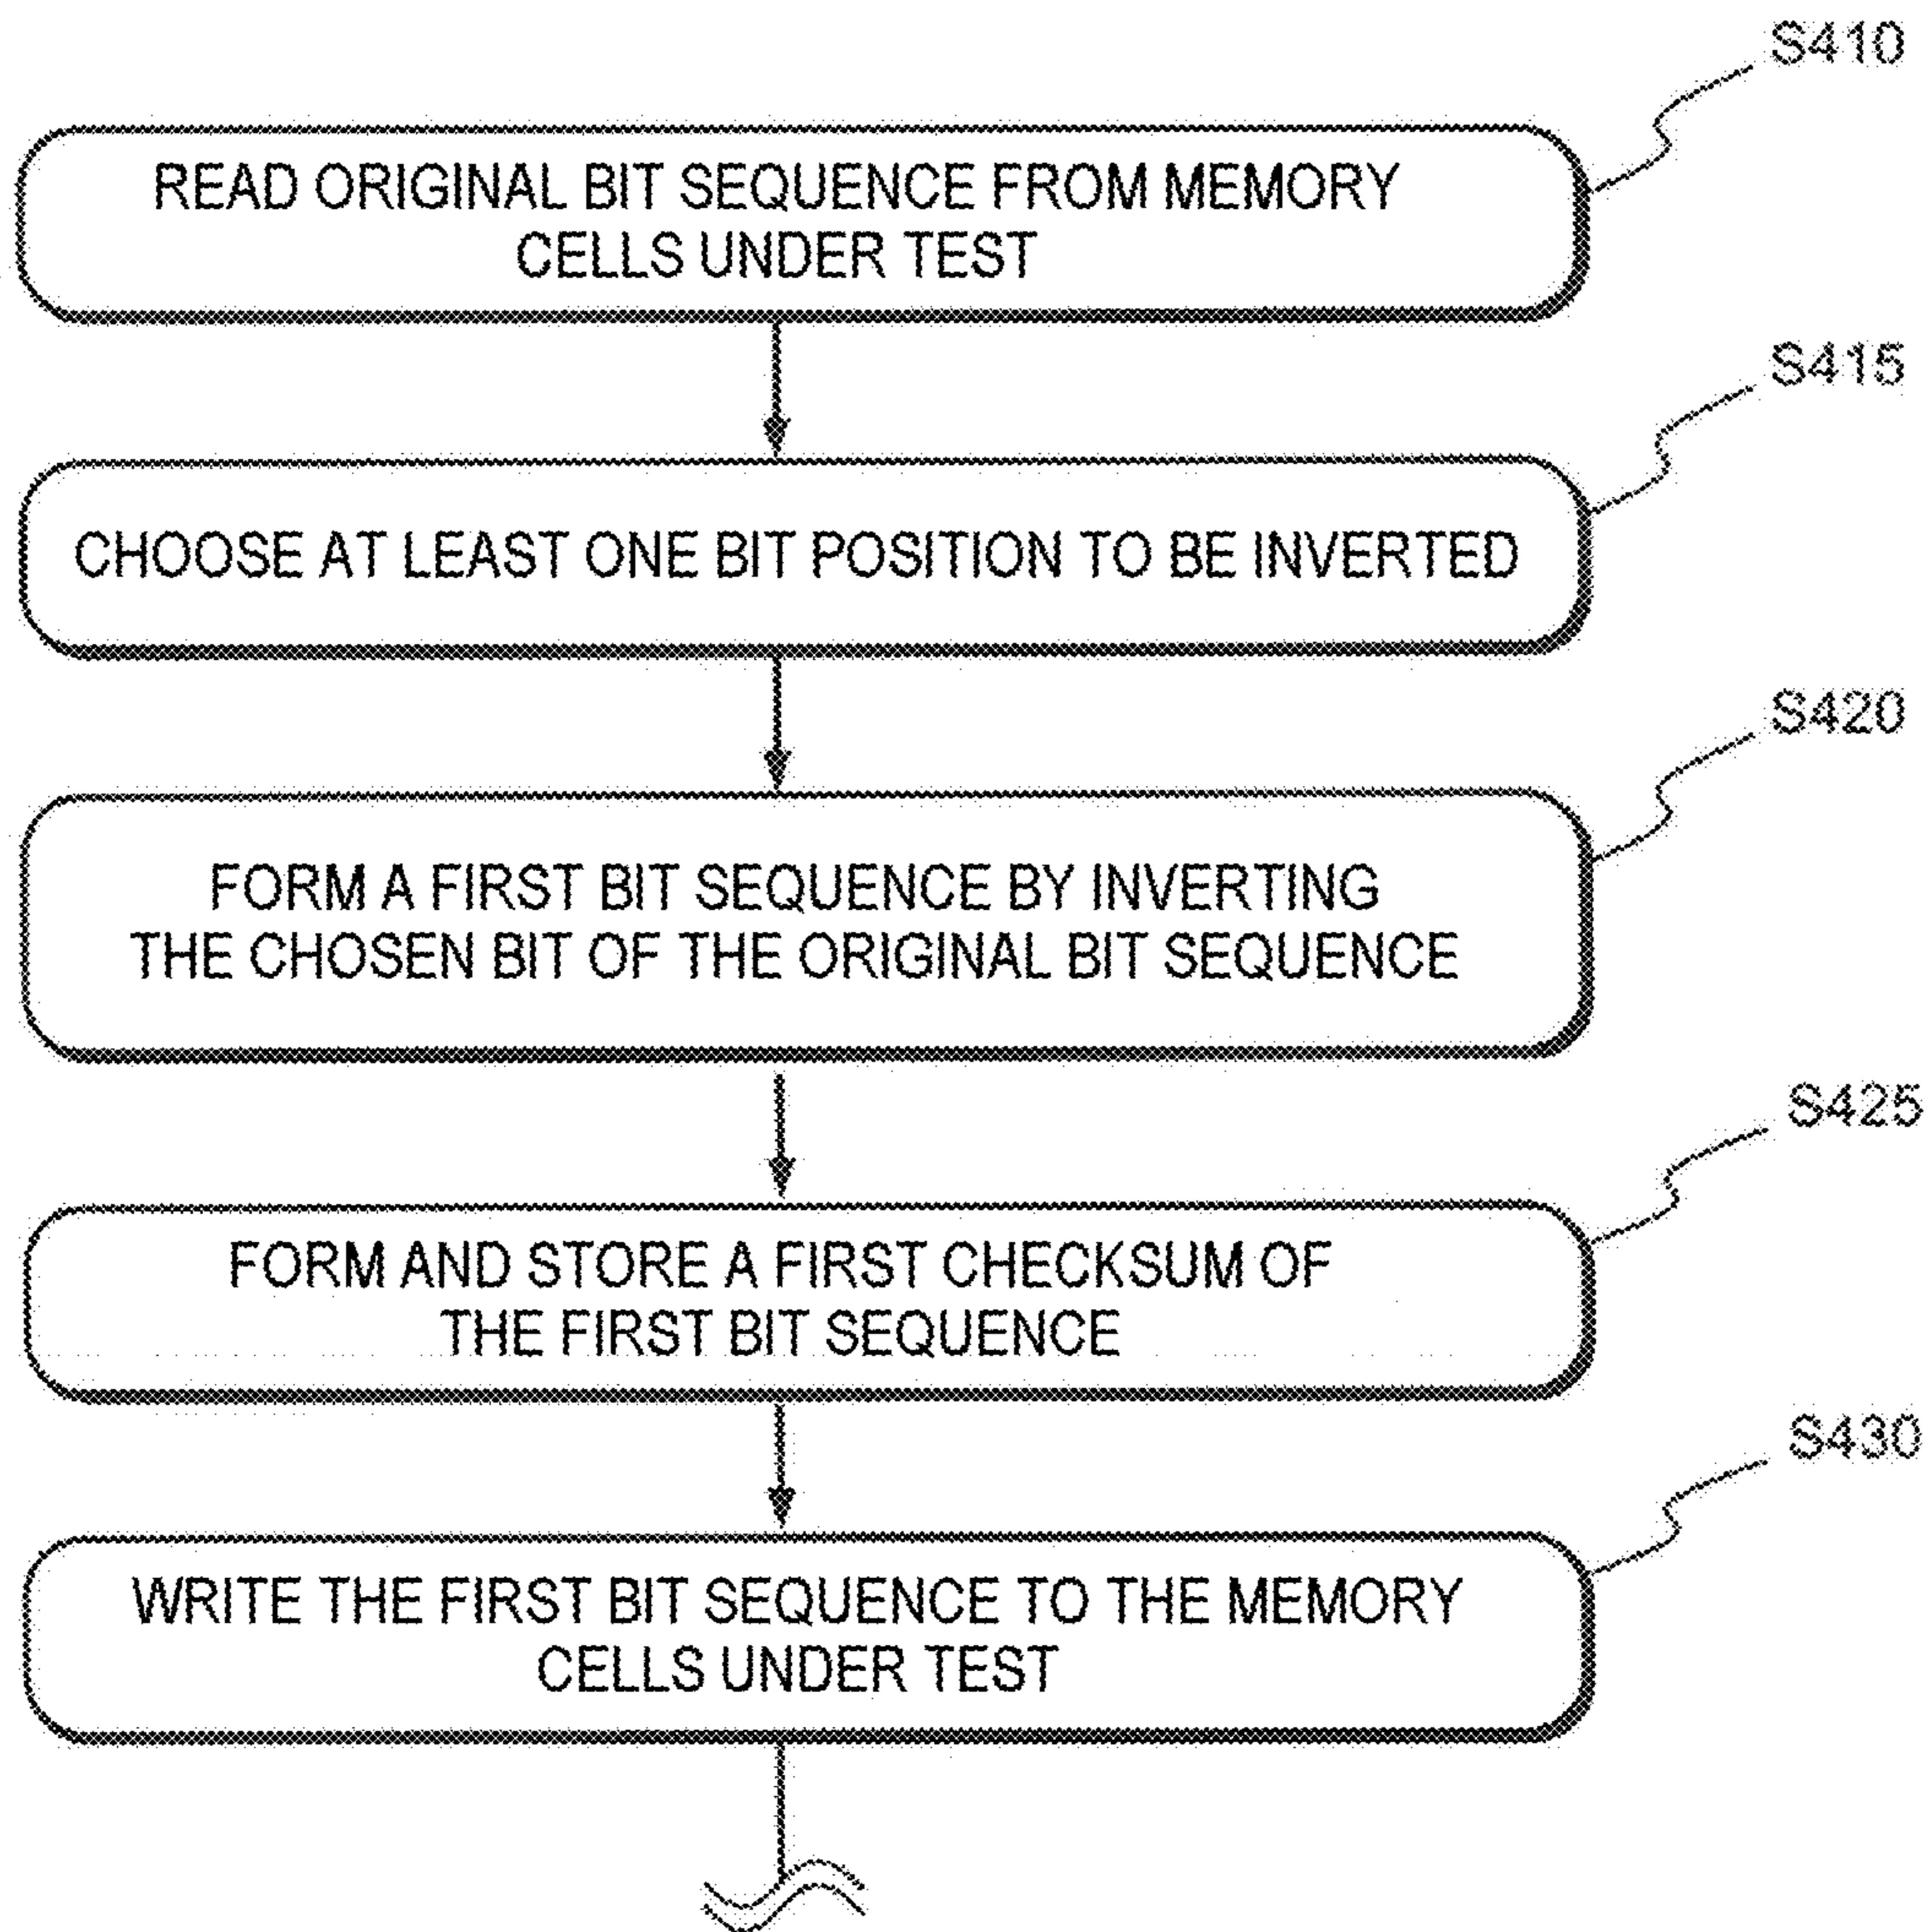 S410
READ ORIGINAL BIT SEQUENCE FROM MEMORY
CELLS UNDER TEST
S415
CHOOSE AT LEAST ONE BIT POSITION TO BE INVERTED
S420
FORM A FIRST BIT SEQUENCE BY INVERTING
THE CHOSEN BIT OF THE ORIGINAL BIT SEQUENCE
S425
FORM AND STORE A FIRST CHECKSUM OF
THE FIRST BIT SEQUENCE
S430
WRITE THE FIRST BIT SEQUENCE TO THE MEMORY
CELLS UNDER TEST